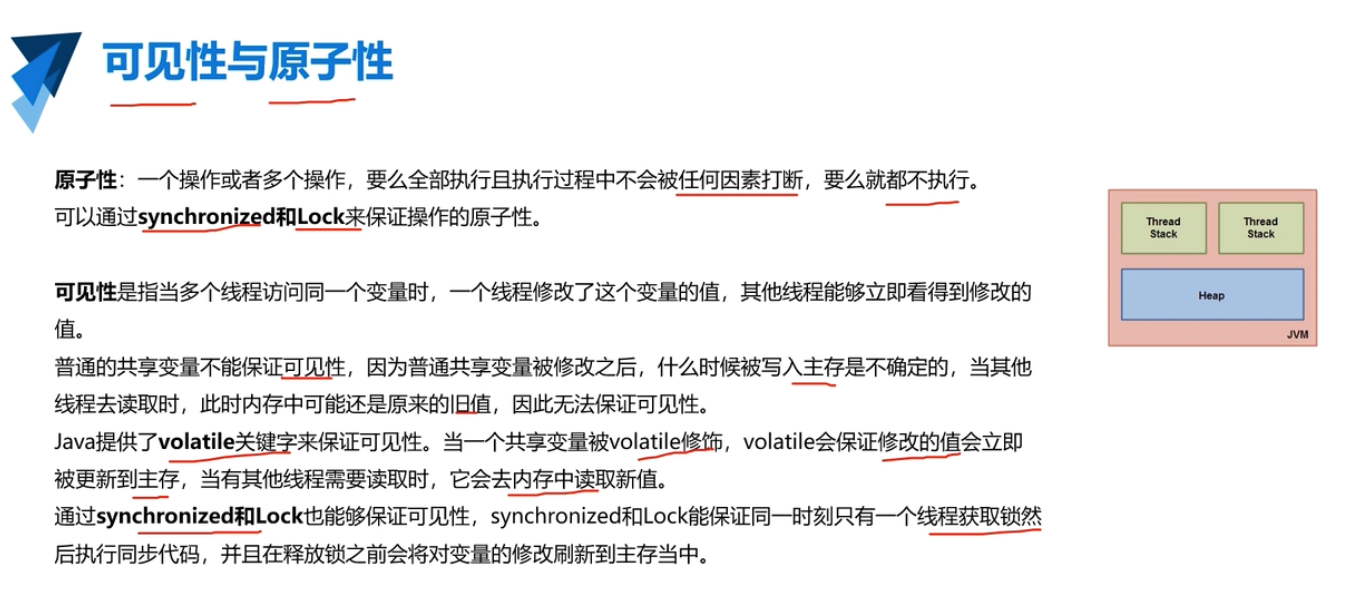 可见性与原子性
原子性：一个操作或者多个操作，要么全部执行且执行过程中不会被任何因素打断，要么就都不执行。
可以通过synchronized和Lock来保证操作的原子性。
可见性是指当多个线程访问同一个变量时，一个线程修改了这个变量的值，其他线程能够立即看得到修改的
值。
普通的共享变量不能保证可见性，因为普通共享变量被修改之后，什么时候被写入主存是不确定的，当其他
线程去读取时，此时内存中可能还是原来的旧值，因此无法保证可见性。
Java提供了volatile关键字来保证可见性。当一个共享变量被volatile修饰，volatile会保证修改的值会立即
被更新到主存，当有其他线程需要读取时，它会去内存中读取新值。
通过synchronized和Lock也能够保证可见性，synchronized和Lock能保证同一时刻只有一个线程获取锁然
后执行同步代码，并且在释放锁之前会将对变量的修改刷新到主存当中。
Thread
Stack
Thread
Stack
Heap
JVM